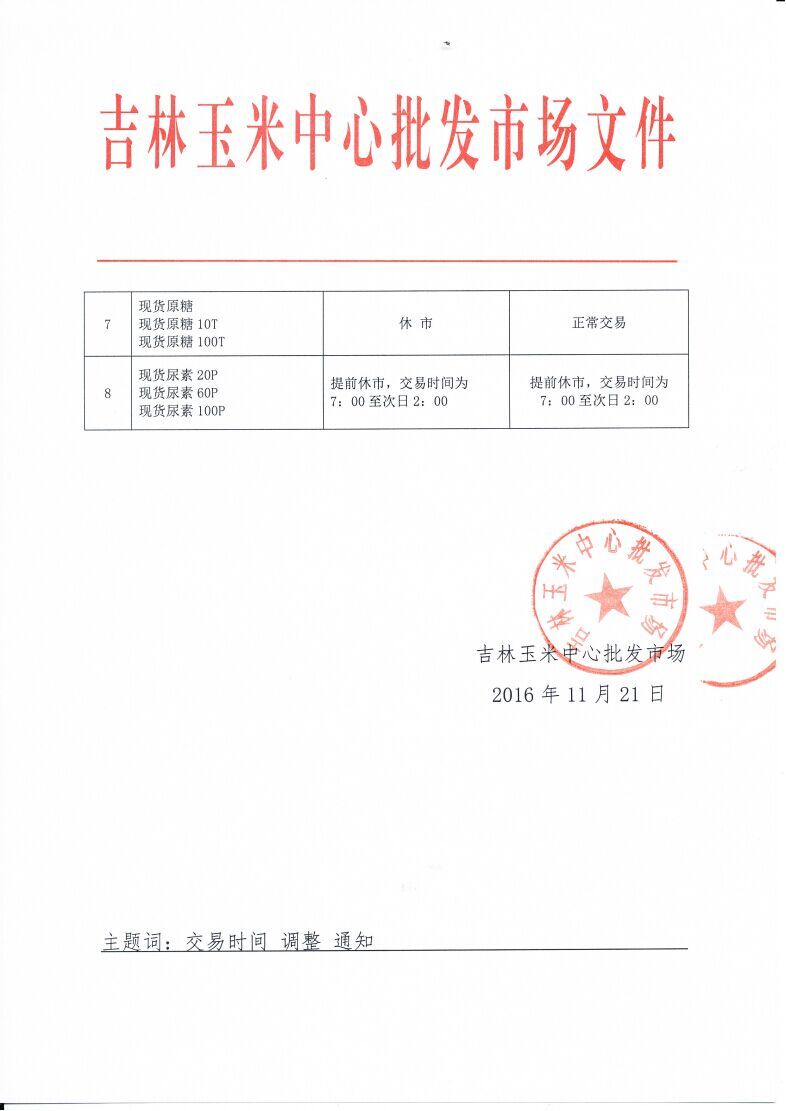 吉林玉米中心批发市场文件
7
现货原糖
现货原糖 10T
现货原糖 100T
休 市
正常交易
8
现货尿素 20P
现货尿素 60P
现货尿素 100P
提前休市，交易时间为
7：00 至次日 2：00
提前休市，交易时间为
7：00 至次日 2：00
吉林玉米中心批发市场
心批发市场
吉林玉米中心批发市场
2016 年 11 月 21 日
主题词：交易时间 调整 通知